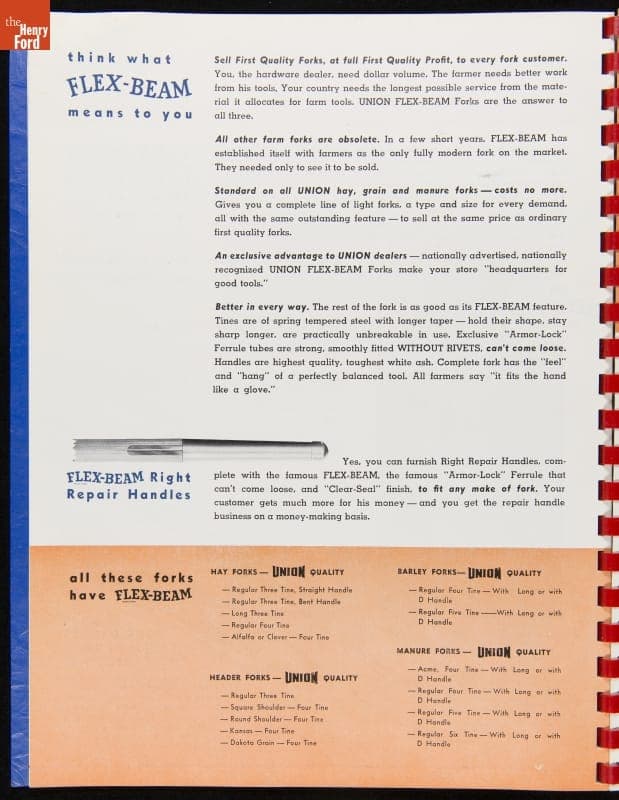 the
Henry
Ford
think what
FLEX-BEAM
means to you
Sell First Quality Forks, at full First Quality Profit, to every fork customer.
You, the hardware dealer, need dollar volume. The farmer needs better work
from his tools. Your country needs the longest possible service from the mate-
rial it allocates for farm tools. UNION FLEX-BEAM Forks are the answer to
all three.
All other farm forks are obsolete. In a few short years, FLEX-BEAM has
established itself with farmers as the only fully modern fork on the market.
They needed only to see it to be sold.
Standard on all UNION hay, grain and manure forks — costs no more.
Gives you a complete line of light forks, a type and size for every demand,
all with the same outstanding feature — to sell at the same price as ordinary
first quality forks.
An exclusive advantage to UNION dealers — nationally advertised, nationally
recognized UNION FLEX-BEAM Forks make your store "headquarters for
good tools."
Better in every way. The rest of the fork is as good as its FLEX-BEAM feature.
Tines are of spring tempered steel with longer taper — hold their shape, stay
sharp longer, are practically unbreakable in use. Exclusive "Armor-Lock"
Ferrule tubes are strong, smoothly fitted WITHOUT RIVETS, can't come loose.
Handles are highest quality, toughest white ash. Complete fork has the "feel"
and "hang" of a perfectly balanced tool. All farmers say "it fits the hand
like a glove."
FLEX-BEAM Right
Repair Handles
Yes, you can furnish Right Repair Handles, com-
plete with the famous FLEX-BEAM, the famous "Armor-Lock" Ferrule that
can't come loose, and "Clear-Seal" finish, to fit any make of fork. Your
customer gets much more for his money — and you get the repair handle
business on a money-making basis.
all these forks
have FLEX-BEAM
HAY FORKS — UNION QUALITY
— Regular Three Tine, Straight Handle
— Regular Three Tine, Bent Handle
— Long Three Tine
— Regular Four Tine
— Alfalfa or Clover — Four Tine
HEADER FORKS — UNION QUALITY
— Regular Three Tine
— Square Shoulder — Four Tine
— Round Shoulder — Four Tine
— Kansas — Four Tine
— Dakota Grain — Four Tine
BARLEY FORKS — UNION QUALITY
— Regular Four Tine — With Long or with
D Handle
— Regular Five Tine — With Long or with
D Handle
MANURE FORKS — UNION QUALITY
— Acme, Four Tine — With Long or with
D Handle
— Regular Four Tine — With Long or with
D Handle
— Regular Five Tine — With Long or with
D Handle
— Regular Six Tine — With Long or with
D Handle